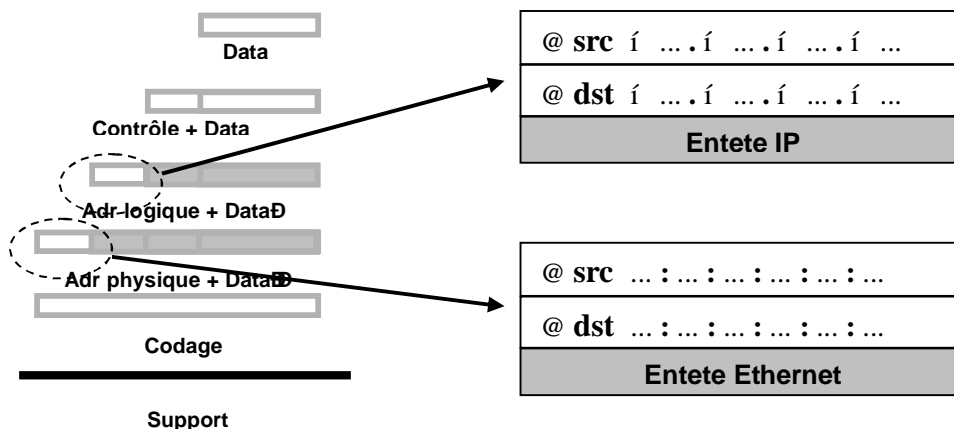 Data
Contrôle + Data
Adr logique + DataÐ
Adr physique + DataÐÐ
Codage
Support
@ src í ... . í ... . í ... . í ...
@ dst í ... . í ... . í ... . í ...
Entete IP
@ src ... : ... : ... : ... : ... : ...
@ dst ... : ... : ... : ... : ... : ...
Entete Ethernet